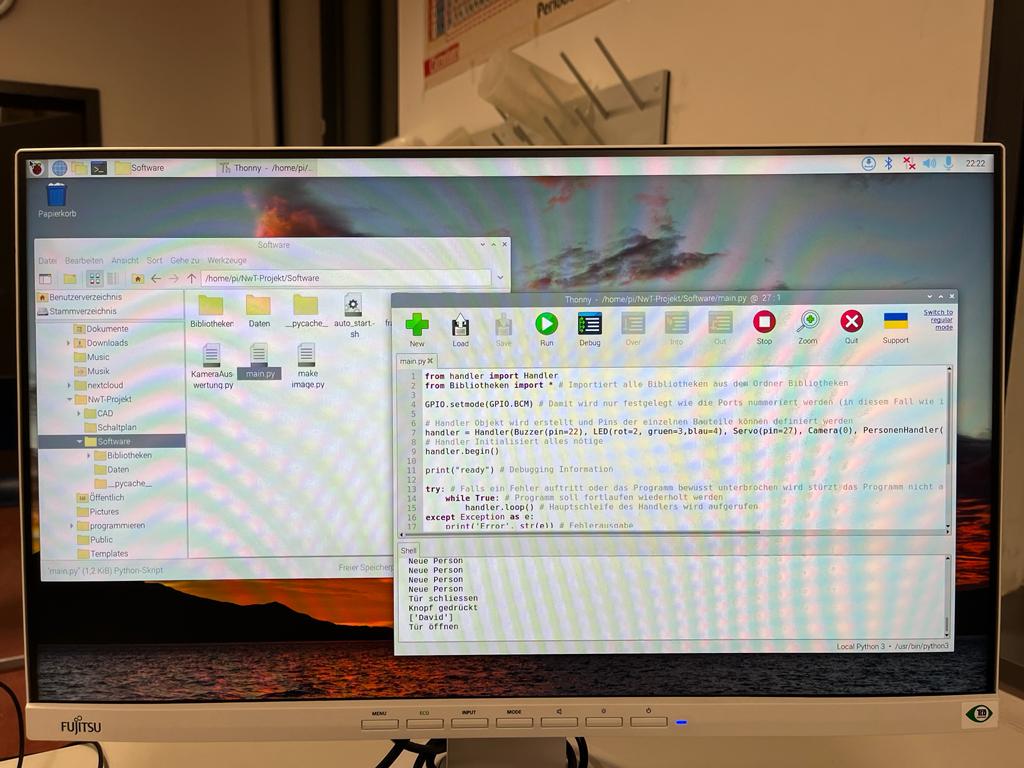 Software
Thonny - /home/pi/..
22:22
Papierkorb
Software
Datei Bearbeiten Ansicht Sort Gehe zu Werkzeuge
/home/pi/NwT-Projekt/Software
Benutzerverzeichnis
Stammverzeichnis
Dokumente
Downloads
Music
Musik
nextcloud
NwT-Projekt
CAD
Schaltplan
Software
Bibliotheken
Daten
__pycache__
Öffentlich
Pictures
programmieren
Public
Templates
Bibliotheken
Daten
__pycache__
auto_start.sh
KameraAuswertung.py
main.py
make image.py
"main.py" (1,2 KiB) Python-Skript
Freier Speicher
Thonny - /home/pi/NwT-Projekt/Software/main.py @ 27 : 1
New Load Save Run Debug Over Into Out Stop Zoom Quit Support
Switch to regular mode
main.py
1 from handler import Handler
2 from Bibliotheken import * # Importiert alle Bibliotheken aus dem Ordner Bibliotheken
3
4 GPIO.setmode(GPIO.BCM) # Damit wird nur festgelegt wie die Ports nummeriert werden (in diesem Fall wie i
5
6 # Handler Objekt wird erstellt und Pins der einzelnen Bauteile können definiert werden
7 handler = Handler(Buzzer(pin=22), LED(rot=2, gruen=3,blau=4), Servo(pin=27), Camera(0), PersonenHandler(
8 # Handler Initialisiert alles nötige
9 handler.begin()
10
11 print("ready") # Debugging Information
12
13 try: # Falls ein Fehler auftritt oder das Programm bewusst unterbrochen wird stürzt das Programm nicht a
14 while True: # Programm soll fortlaufen wiederholt werden
15 handler.loop() # Hauptschleife des Handlers wird aufgerufen
16 except Exception as e:
17 print('Error', str(e)) # Fehlerausgabe
Shell
Neue Person
Neue Person
Neue Person
Neue Person
Tür schliessen
Knopf gedrückt
['David']
Tür öffnen
Local Python 3 • /usr/bin/python3
FUJITSU
MENU ECO INPUT MODE